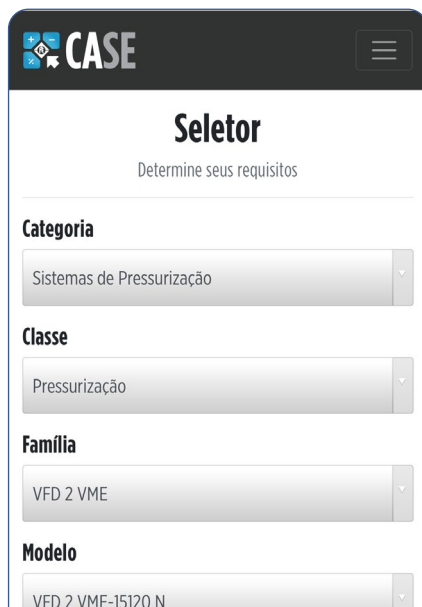 CASE
Seletor
Determine seus requisitos
Categoria
Sistemas de Pressurização
Classe
Pressurização
Família
VFD 2 VME
Modelo
VFD 2 VME-15120 N